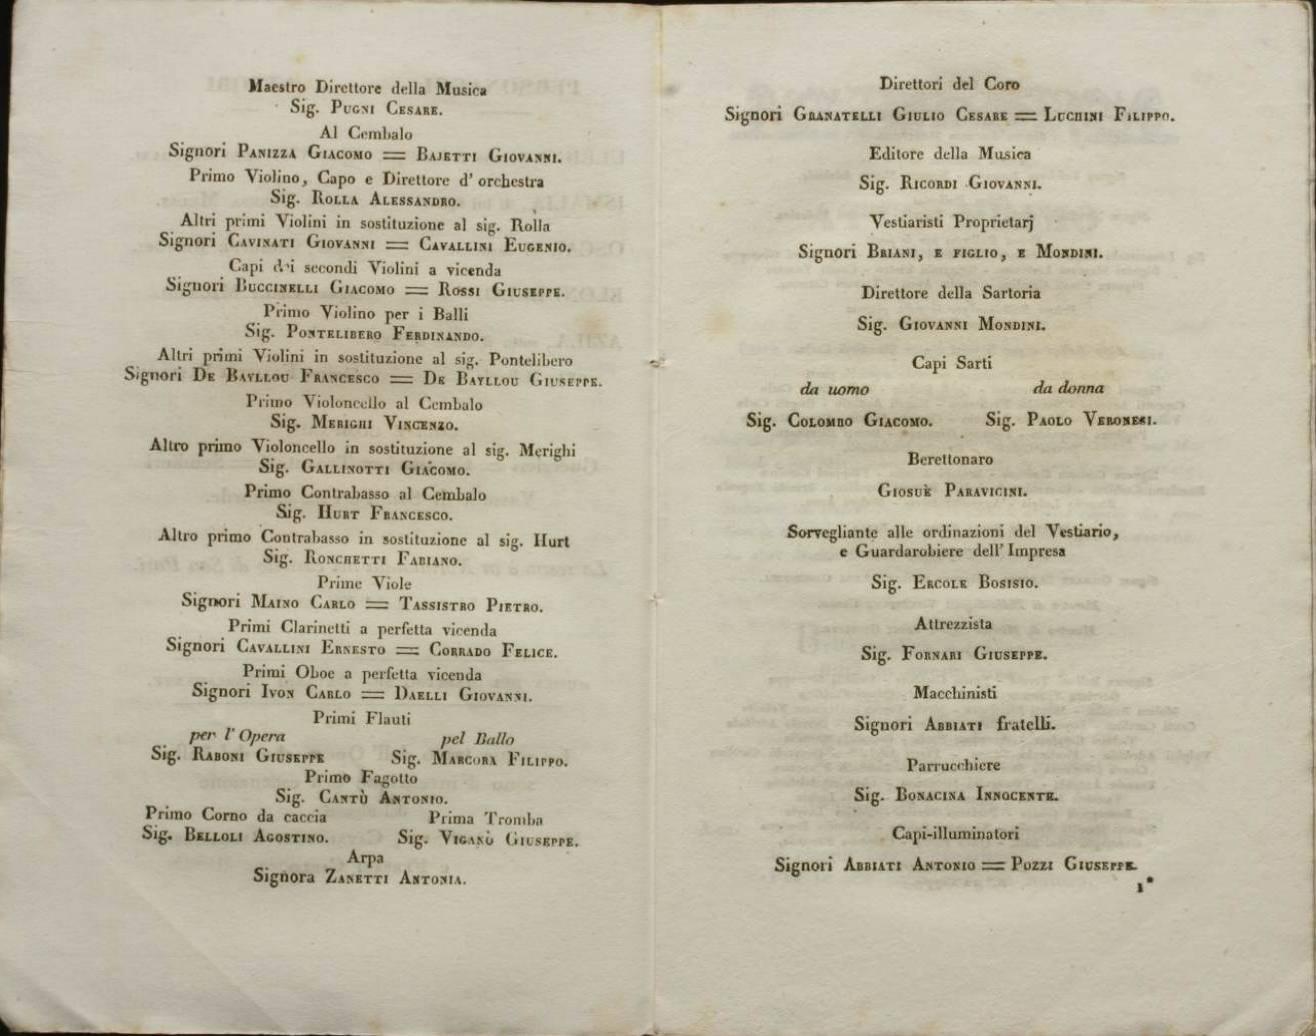 Maestro Direttore della Musica
Sig. Pugni Cesare.
Al Cembalo
Signori Panizza Giacomo = Bajetti Giovanni.
Primo Violino, Capo e Direttore d' orchestra
Sig. Rolla Alessandro.
Altri primi Violini in sostituzione al sig. Rolla
Signori Cavinati Giovanni = Cavallini Eugenio.
Capi dei secondi Violini a vicenda
Signori Buccinelli Giacomo = Rossi Giuseppe.
Primo Violino per i Balli
Sig. Pontelibero Ferdinando.
Altri primi Violini in sostituzione al sig. Pontelibero
Signori De Bayllou Francesco = De Bayllou Giuseppe.
Primo Violoncello al Cembalo
Sig. Merighi Vincenzo.
Altro primo Violoncello in sostituzione al sig. Merighi
Sig. Gallinotti Giacomo.
Primo Contrabasso al Cembalo
Sig. Hurt Francesco.
Altro primo Contrabasso in sostituzione al sig. Hurt
Sig. Ronchetti Fabiano.
Prime Viole
Signori Maino Carlo = Tassistro Pietro.
Primi Clarinetti a perfetta vicenda
Signori Cavallini Ernesto = Corrado Felice.
Primi Oboe a perfetta vicenda
Signori Ivon Carlo = Daelli Giovanni.
Primi Flauti
per l' Opera pel Ballo
Sig. Raboni Giuseppe Sig. Marcora Filippo.
Primo Fagotto
Sig. Cantù Antonio.
Primo Corno da caccia Prima Tromba
Sig. Belloli Agostino. Sig. Viganò Giuseppe.
Arpa
Signora Zanetti Antonia.
Direttori del Coro
Signori Granatelli Giulio Cesare = Luchini Filippo.
Editore della Musica
Sig. Ricordi Giovanni.
Vestiaristi Proprietarj
Signori Briani, e figlio, e Mondini.
Direttore della Sartoria
Sig. Giovanni Mondini.
Capi Sarti
da uomo da donna
Sig. Colombo Giacomo. Sig. Paolo Veronesi.
Berettonaro
Giosuè Paravicini.
Sorvegliante alle ordinazioni del Vestiario,
e Guardarobiere dell' Impresa
Sig. Ercole Bosisio.
Attrezzista
Sig. Fornari Giuseppe.
Macchinisti
Signori Abbiati fratelli.
Parrucchiere
Sig. Bonacina Innocente.
Capi-illuminatori
Signori Abbiati Antonio = Pozzi Giuseppe.
1*